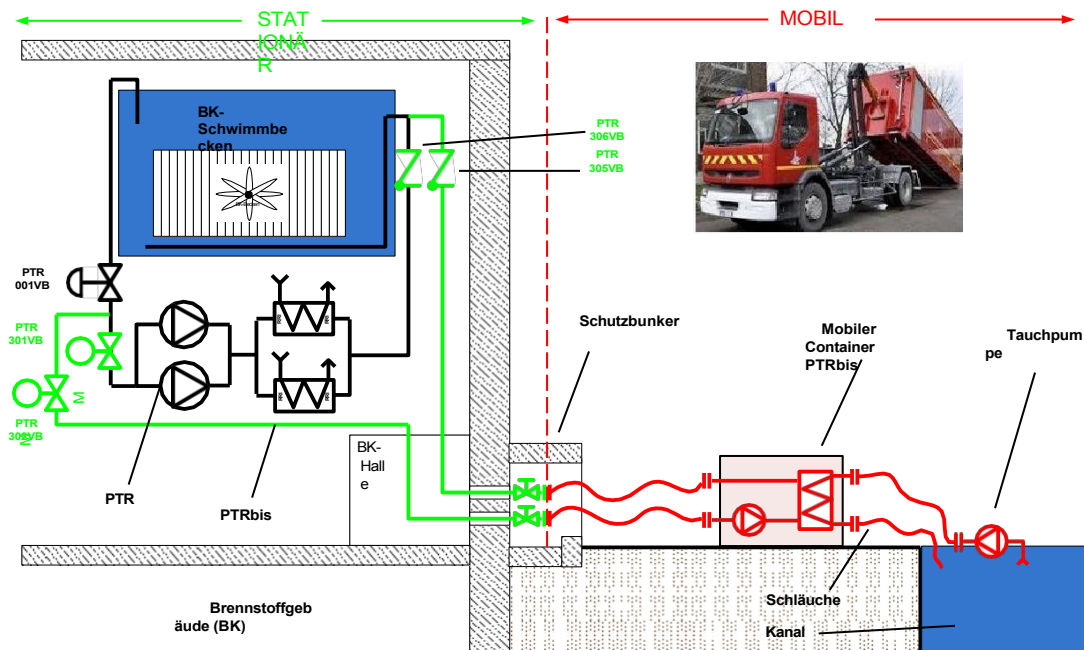 STAT
IONÄ
R
MOBIL
BK-
Schwimmbe
cken
PTR
306VB
PTR
305VB
PTR
001VB
PTR
301VB
M
PTR
302VB
PTR
PTRbis
BK-
Hall
e
Schutzbunker
Mobiler
Container
PTRbis
Tauchpum
pe
Schläuche
Kanal
Brennstoffgeb
äude (BK)